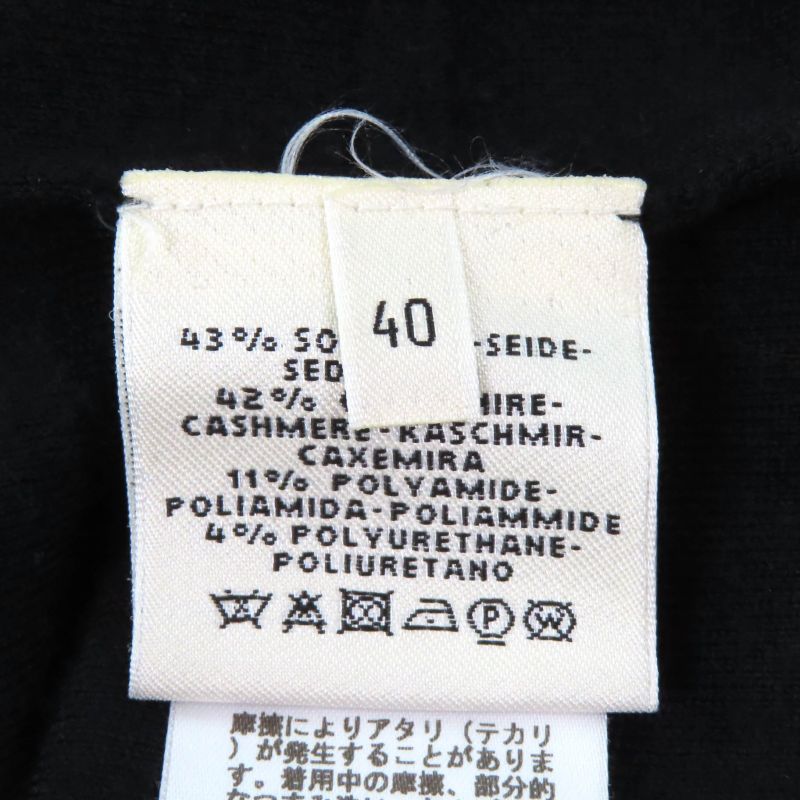 40
43% SO -SEIDE-
SED
42% HIRE-
CASHMERE-KASCHMIR-
CAXEMIRA
11% POLYAMIDE-
POLIAMIDA-POLIAMMIDE
4% POLYURETHANE-
POLIURETANO
P W
摩擦によりアタリ（テカリ
）が発生することがありま
す。着用中の摩擦、部分的